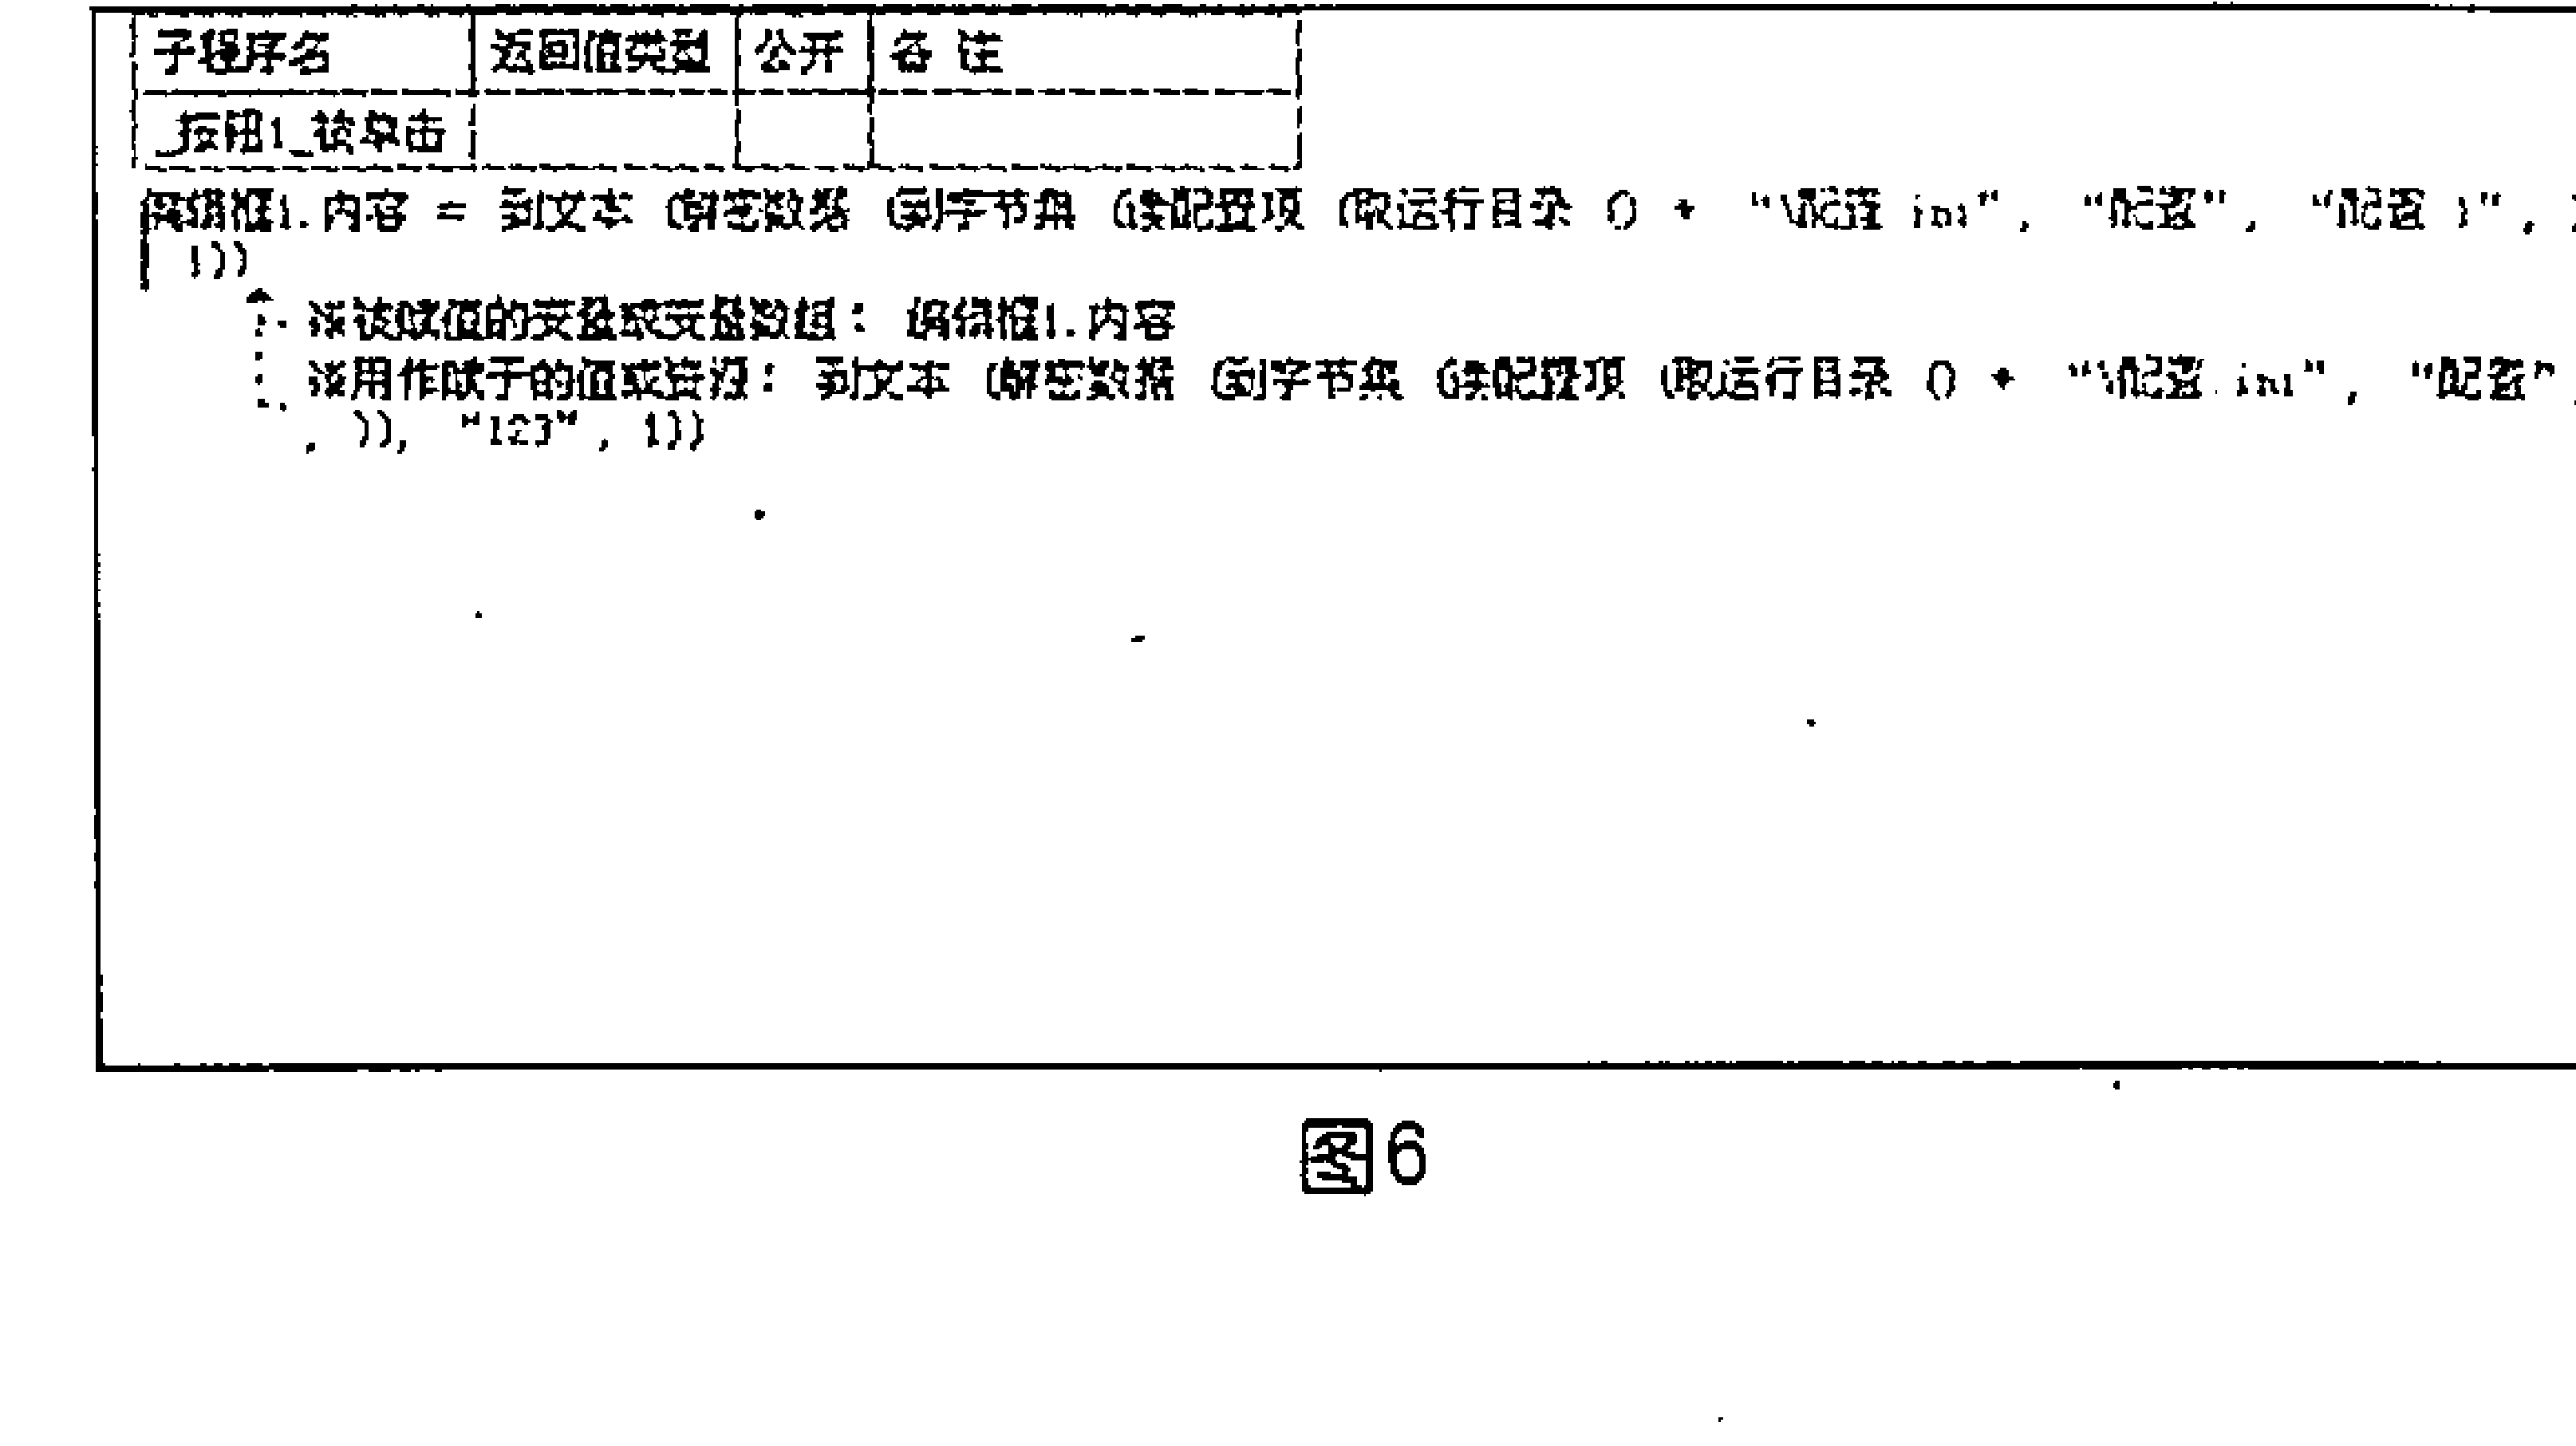 子程序名 返回值类型 公开 备 注
_按钮1_被单击
编辑框1.内容 = 到文本 (解密数据 (到字节集 (读配置项 (取运行目录 () + "\配置.ini", "配置", "配置1",
1))
※该赋值的变量或变量数组: 编辑框1.内容
※用作赋于的值或资源: 到文本 (解密数据 (到字节集 (读配置项 (取运行目录 () + "\配置.ini", "配置",
, )), "123", 1))
图6